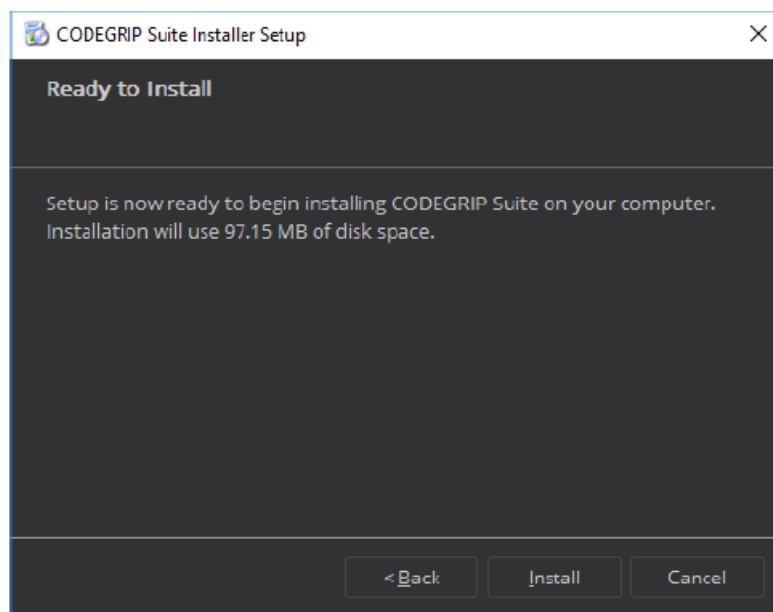 CODEGRIP Suite Installer Setup
Ready to Install
Setup is now ready to begin installing CODEGRIP Suite on your computer.
Installation will use 97.15 MB of disk space.
< Back Install Cancel